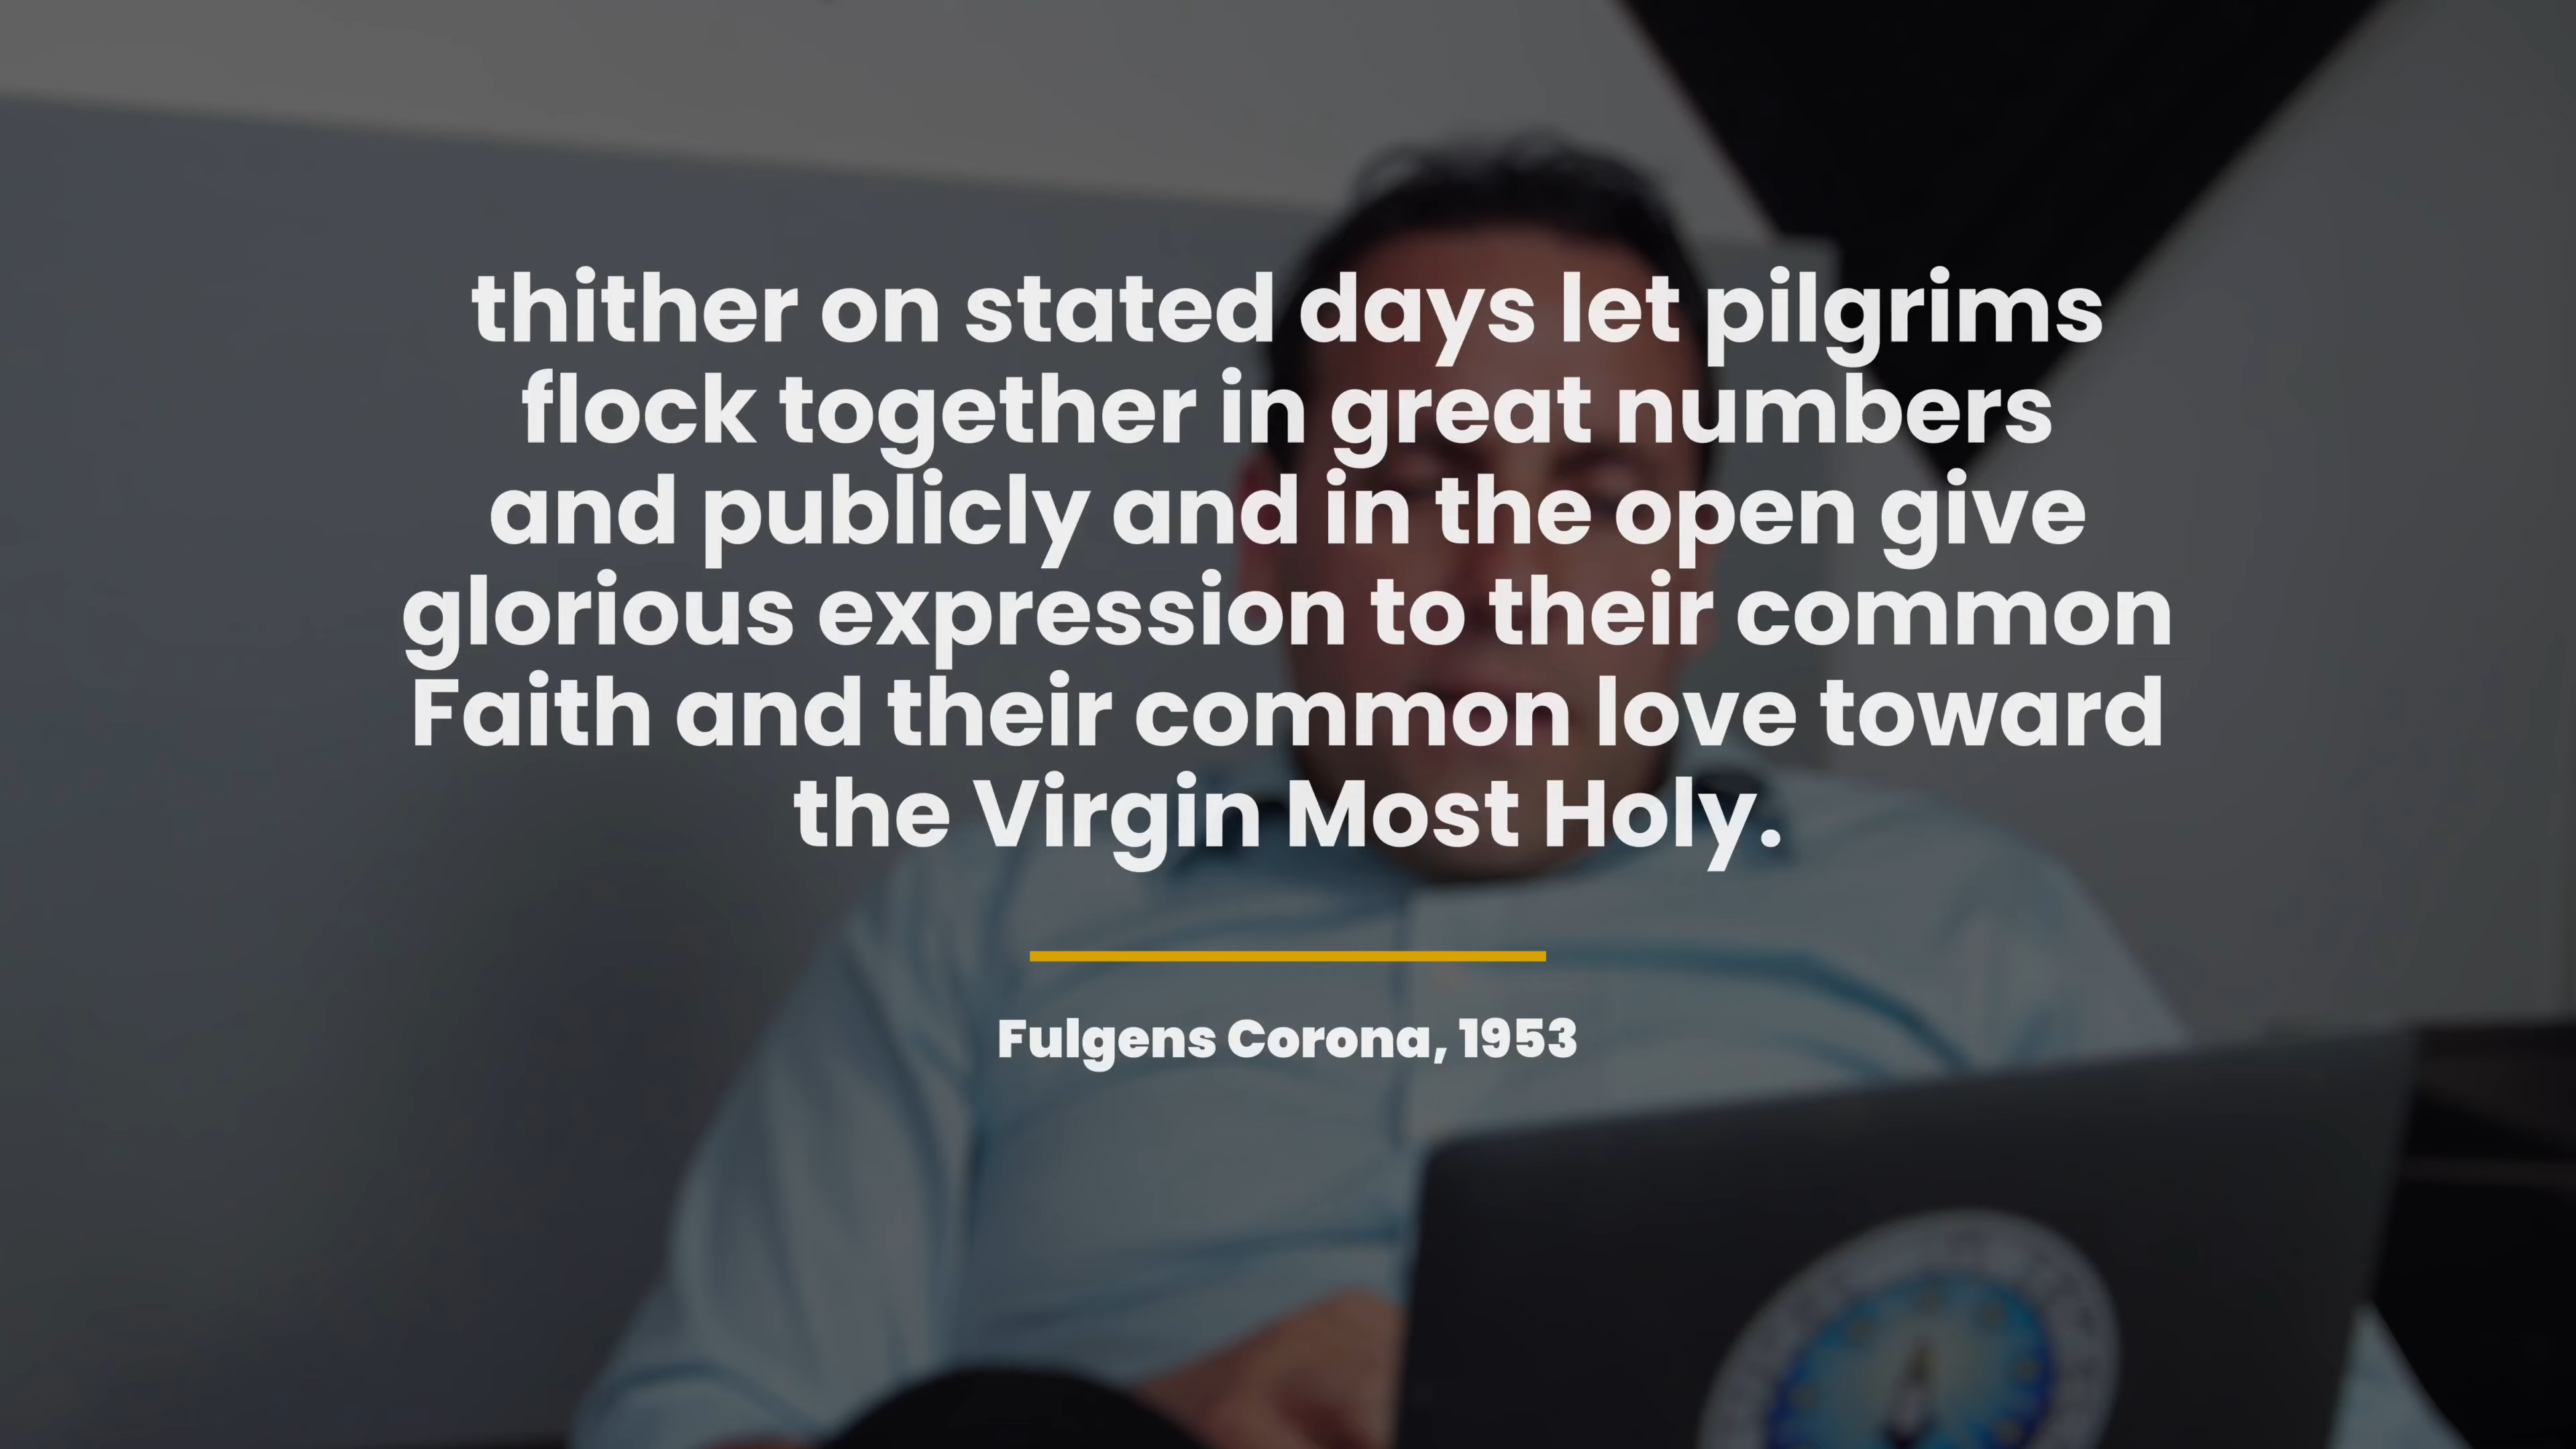 thither on stated days let pilgrims
flock together in great numbers
and publicly and in the open give
glorious expression to their common
Faith and their common love toward
the Virgin Most Holy.
Fulgens Corona, 1953